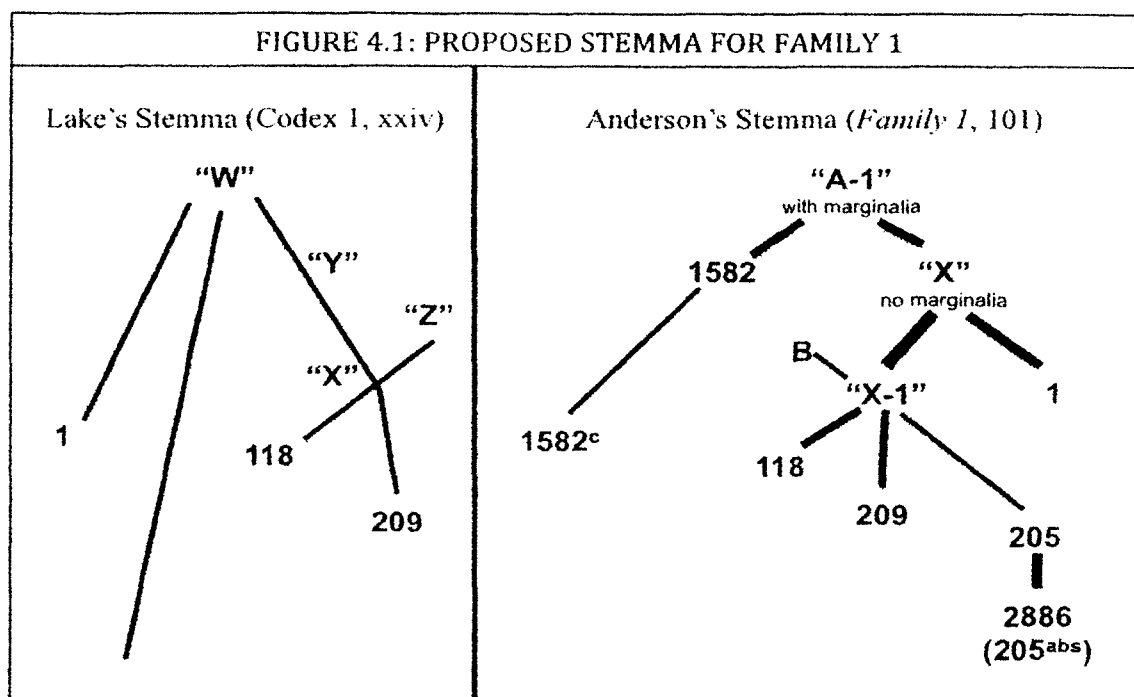 FIGURE 4.1: PROPOSED STEMMA FOR FAMILY 1
Lake's Stemma (Codex 1, xxiv)
"W"
"Y"
"Z"
"X"
1
118
209
Anderson's Stemma (Family 1, 101)
"A-1"
with marginalia
1582
"X"
no marginalia
B
"X-1"
1
1582ᶜ
118
209
205
2886
(205ᵃᵇˢ)